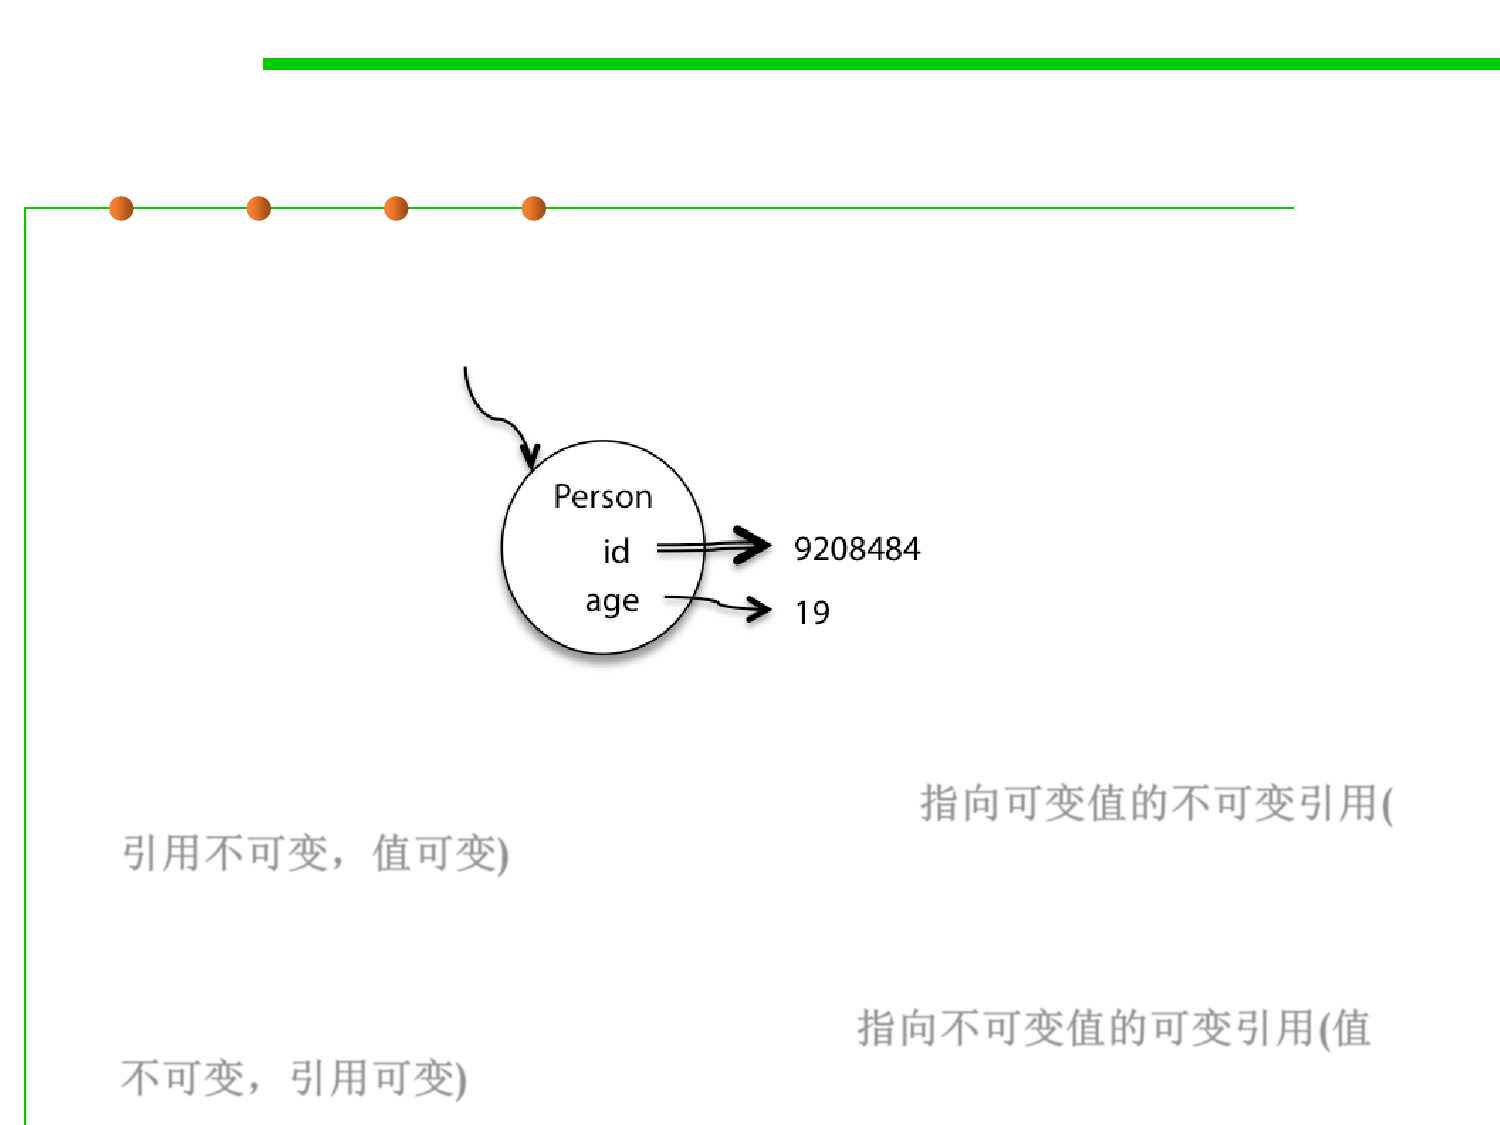 Person
id 9208484
age 19
指向可变值的不可变引用(
引用不可变，值可变)
指向不可变值的可变引用(值
不可变，引用可变)